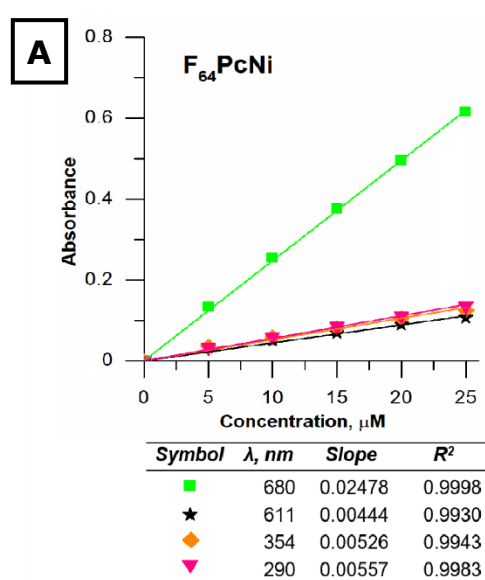 A
F64PcNi
0.8
0.6
0.4
0.2
0
Absorbance
0 5 10 15 20 25
Concentration, μM
Symbol λ, nm Slope R²
680 0.02478 0.9998
611 0.00444 0.9930
354 0.00526 0.9943
290 0.00557 0.9983